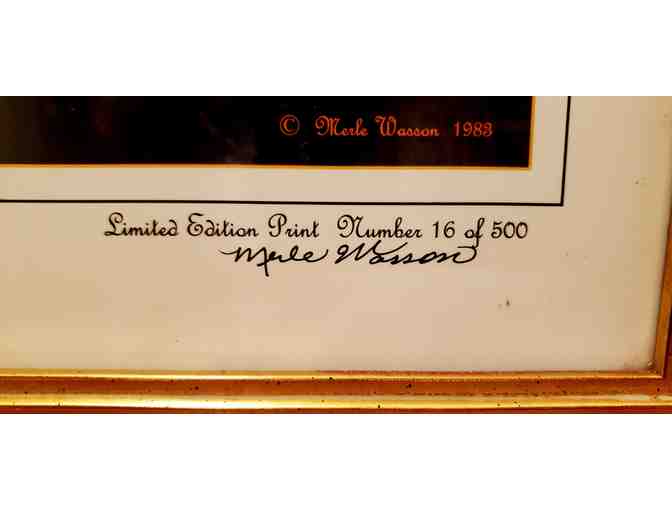 © Merle Wasson 1983
Limited Edition Print Number 16 of 500
Merle Wasson